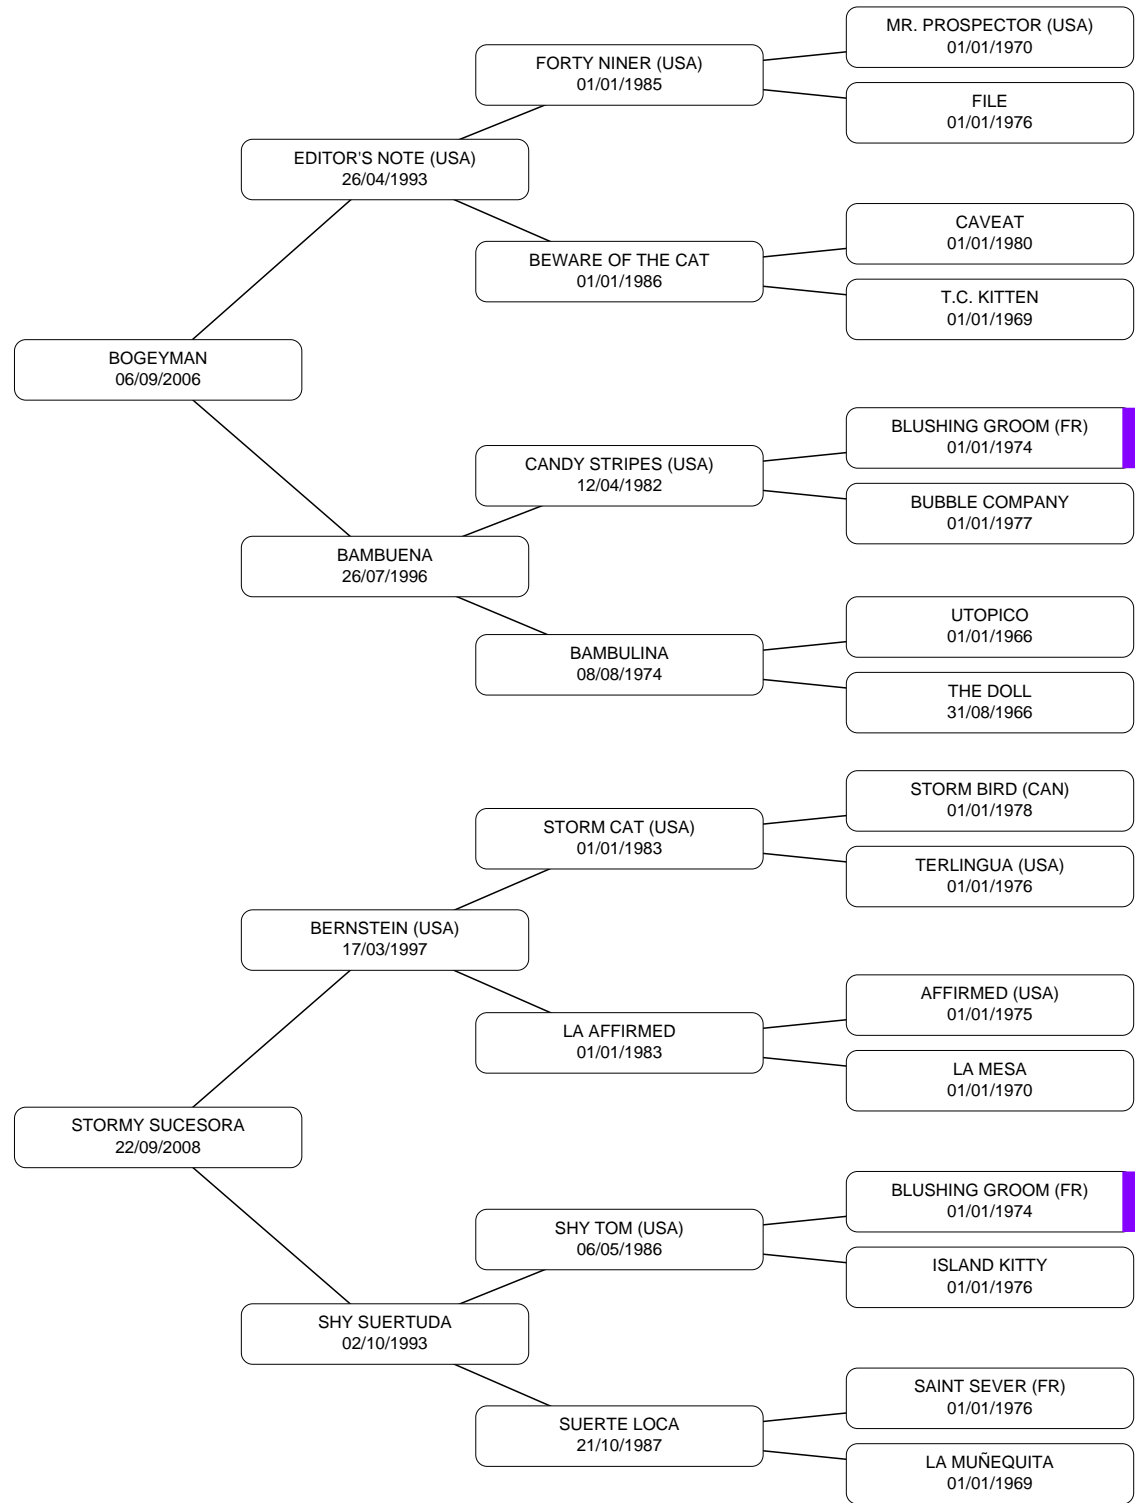 MR. PROSPECTOR (USA)
01/01/1970
FORTY NINER (USA)
01/01/1985
FILE
01/01/1976
EDITOR'S NOTE (USA)
26/04/1993
CAVEAT
01/01/1980
BEWARE OF THE CAT
01/01/1986
T.C. KITTEN
01/01/1969
BOGEYMAN
06/09/2006
BLUSHING GROOM (FR)
01/01/1974
CANDY STRIPES (USA)
12/04/1982
BUBBLE COMPANY
01/01/1977
BAMBUENA
26/07/1996
UTOPICO
01/01/1966
BAMBULINA
08/08/1974
THE DOLL
31/08/1966
STORM BIRD (CAN)
01/01/1978
STORM CAT (USA)
01/01/1983
TERLINGUA (USA)
01/01/1976
BERNSTEIN (USA)
17/03/1997
AFFIRMED (USA)
01/01/1975
LA AFFIRMED
01/01/1983
LA MESA
01/01/1970
STORMY SUCESORA
22/09/2008
BLUSHING GROOM (FR)
01/01/1974
SHY TOM (USA)
06/05/1986
ISLAND KITTY
01/01/1976
SHY SUERTUDA
02/10/1993
SAINT SEVER (FR)
01/01/1976
SUERTE LOCA
21/10/1987
LA MUÑEQUITA
01/01/1969